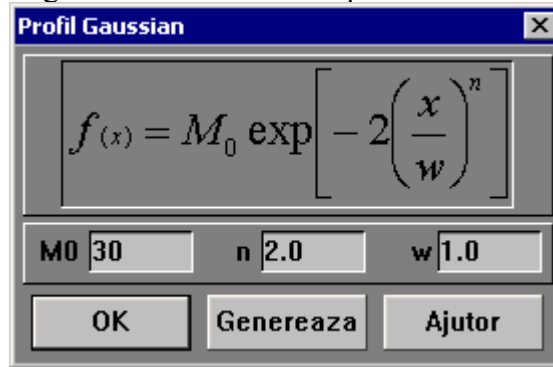 Profil Gaussian
f(x) = M₀ exp[-2(x/w)ⁿ]
M0 30 n 2.0 w 1.0
OK Genereaza Ajutor